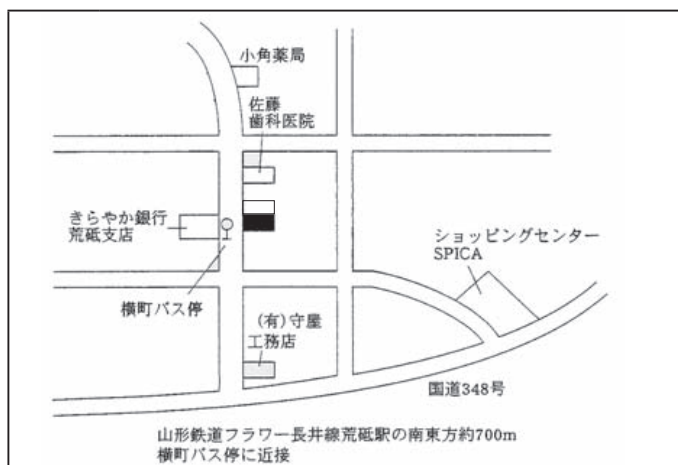 小角薬局
佐藤
歯科医院
きらやか銀行
荒砥支店
ショッピングセンター
SPICA
横町バス停
(有)守屋
工務店
国道348号
山形鉄道フラワー長井線荒砥駅の南東方約700m
横町バス停に近接